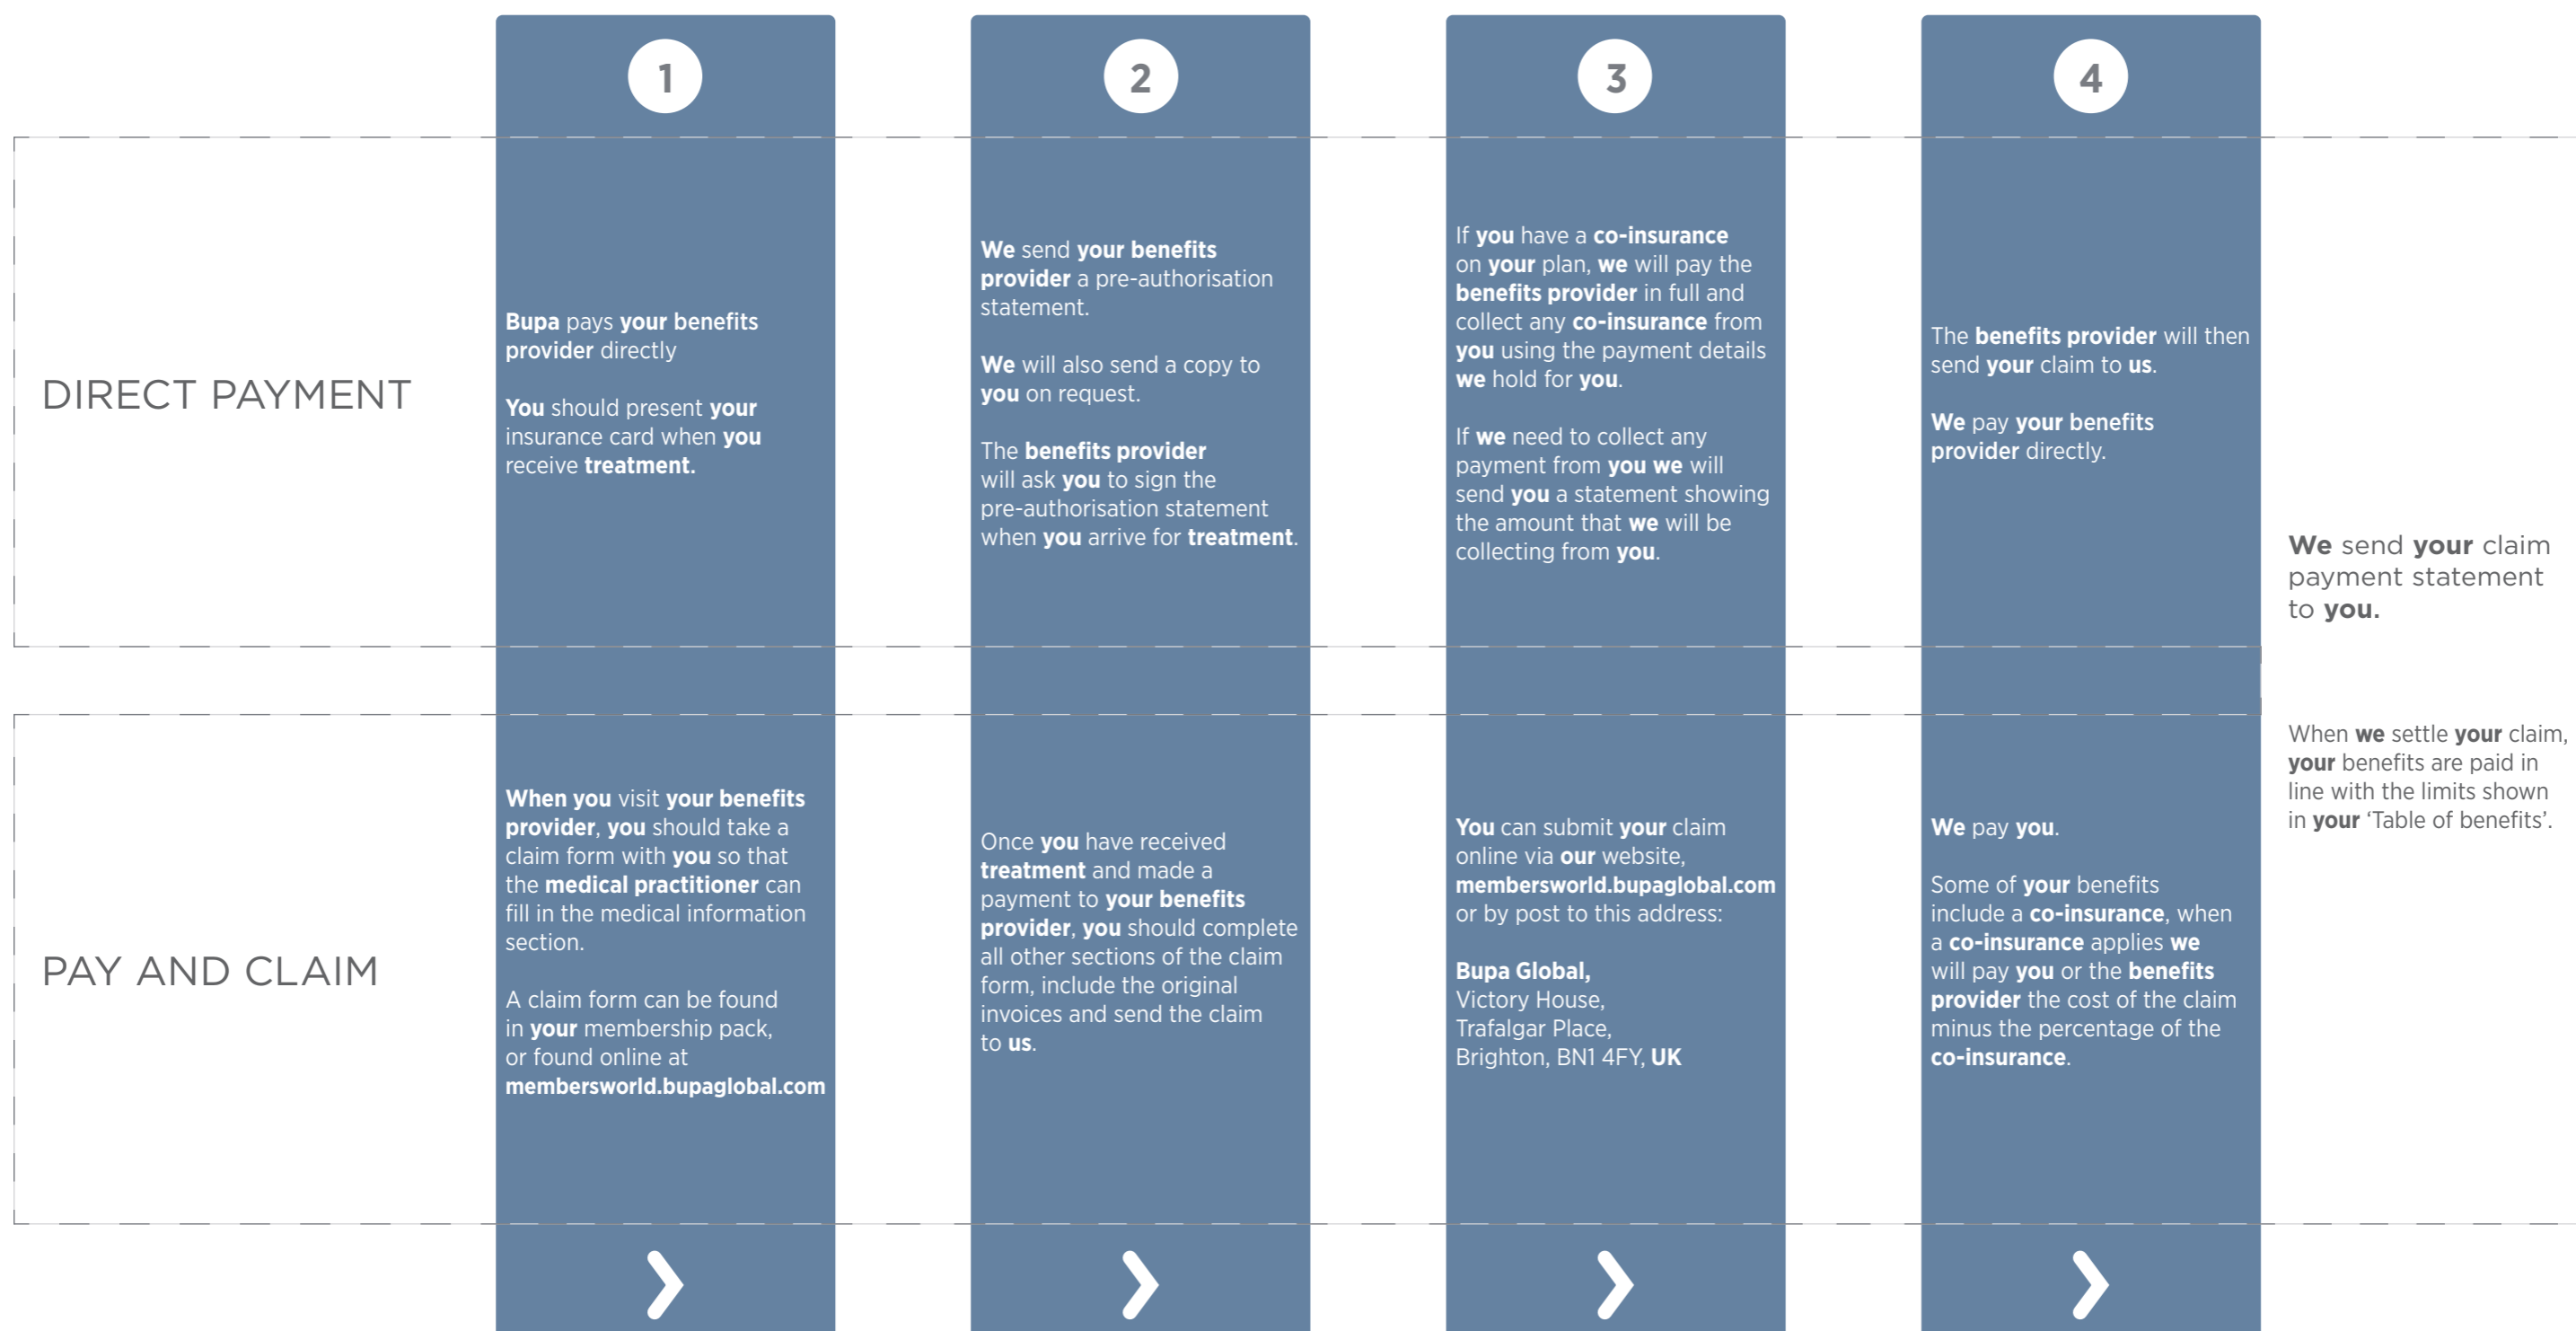 1
2
3
4
DIRECT PAYMENT
Bupa pays your benefits
provider directly
You should present your
insurance card when you
receive treatment.
We send your benefits
provider a pre-authorisation
statement.
We will also send a copy to
you on request.
The benefits provider
will ask you to sign the
pre-authorisation statement
when you arrive for treatment.
If you have a co-insurance
on your plan, we will pay the
benefits provider in full and
collect any co-insurance from
you using the payment details
we hold for you.
If we need to collect any
payment from you we will
send you a statement showing
the amount that we will be
collecting from you.
The benefits provider will then
send your claim to us.
We pay your benefits
provider directly.
We send your claim
payment statement
to you.
PAY AND CLAIM
When you visit your benefits
provider, you should take a
claim form with you so that
the medical practitioner can
fill in the medical information
section.
A claim form can be found
in your membership pack,
or found online at
membersworld.bupaglobal.com
Once you have received
treatment and made a
payment to your benefits
provider, you should complete
all other sections of the claim
form, include the original
invoices and send the claim
to us.
You can submit your claim
online via our website,
membersworld.bupaglobal.com
or by post to this address:
Bupa Global,
Victory House,
Trafalgar Place,
Brighton, BN1 4FY, UK
We pay you.
Some of your benefits
include a co-insurance, when
a co-insurance applies we
will pay you or the benefits
provider the cost of the claim
minus the percentage of the
co-insurance.
When we settle your claim,
your benefits are paid in
line with the limits shown
in your ‘Table of benefits’.